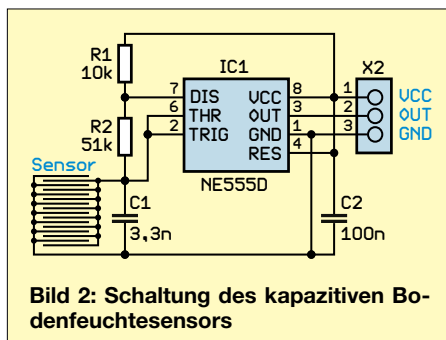 R1
10k
IC1
X2
7 DIS VCC 8 1 VCC
6 THR OUT 3 2 OUT
2 TRIG GND 1 3 GND
RES 4
R2
51k
NE555D
Sensor
C1
3,3n
C2
100n
Bild 2: Schaltung des kapazitiven Bo-
denfeuchtesensors